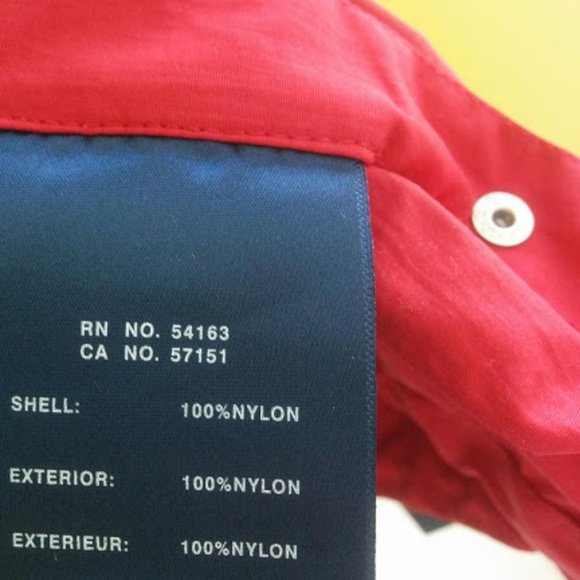 RN NO. 54163
CA NO. 57151
SHELL: 100%NYLON
EXTERIOR: 100%NYLON
EXTERIEUR: 100%NYLON